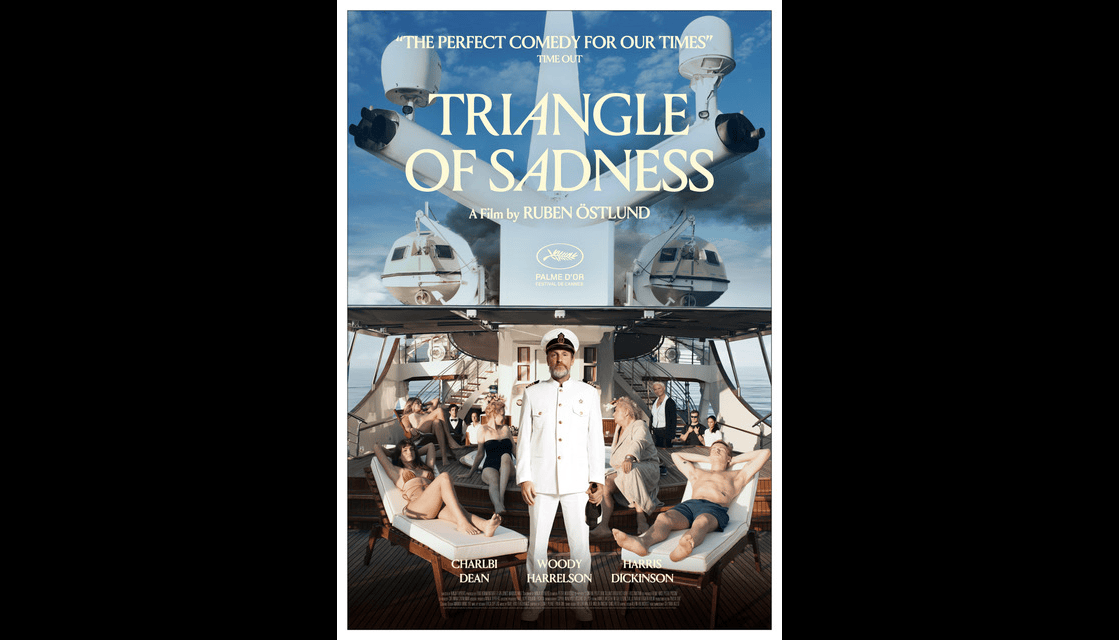 “THE PERFECT COMEDY FOR OUR TIMES”
TIME OUT
TRIANGLE
OF SADNESS
A Film by RUBEN ÖSTLUND
PALME D'OR
FESTIVAL DE CANNES
CHARLBI
DEAN
WOODY
HARRELSON
HARRIS
DICKINSON